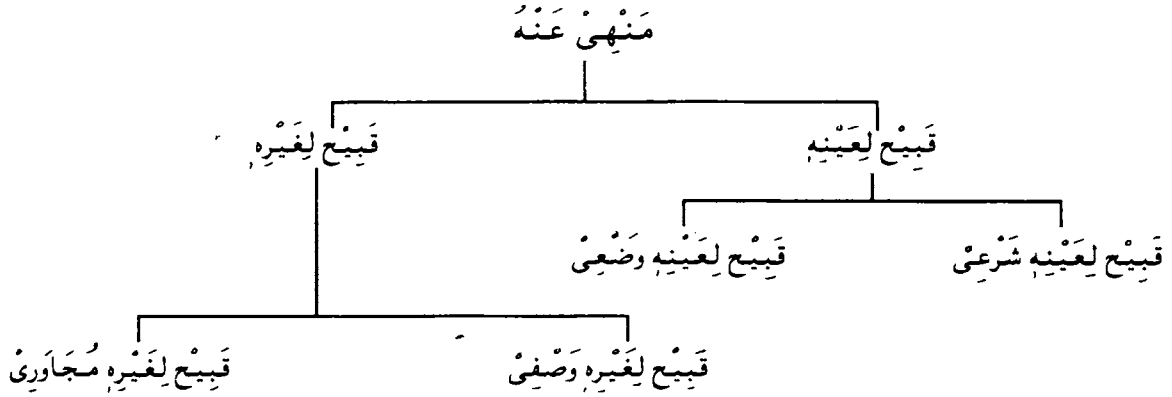 مَنْهِىْ عَنْهُ
قَبِيْح لِعَيْنِهٖ
قَبِيْح لِغَيْرِهٖ
قَبِيْح لِعَيْنِهٖ شَرْعِىْ
قَبِيْح لِعَيْنِهٖ وَضْعِىْ
قَبِيْح لِغَيْرِهٖ وَصْفِىْ
قَبِيْح لِغَيْرِهٖ مُجَاوَرِىْ